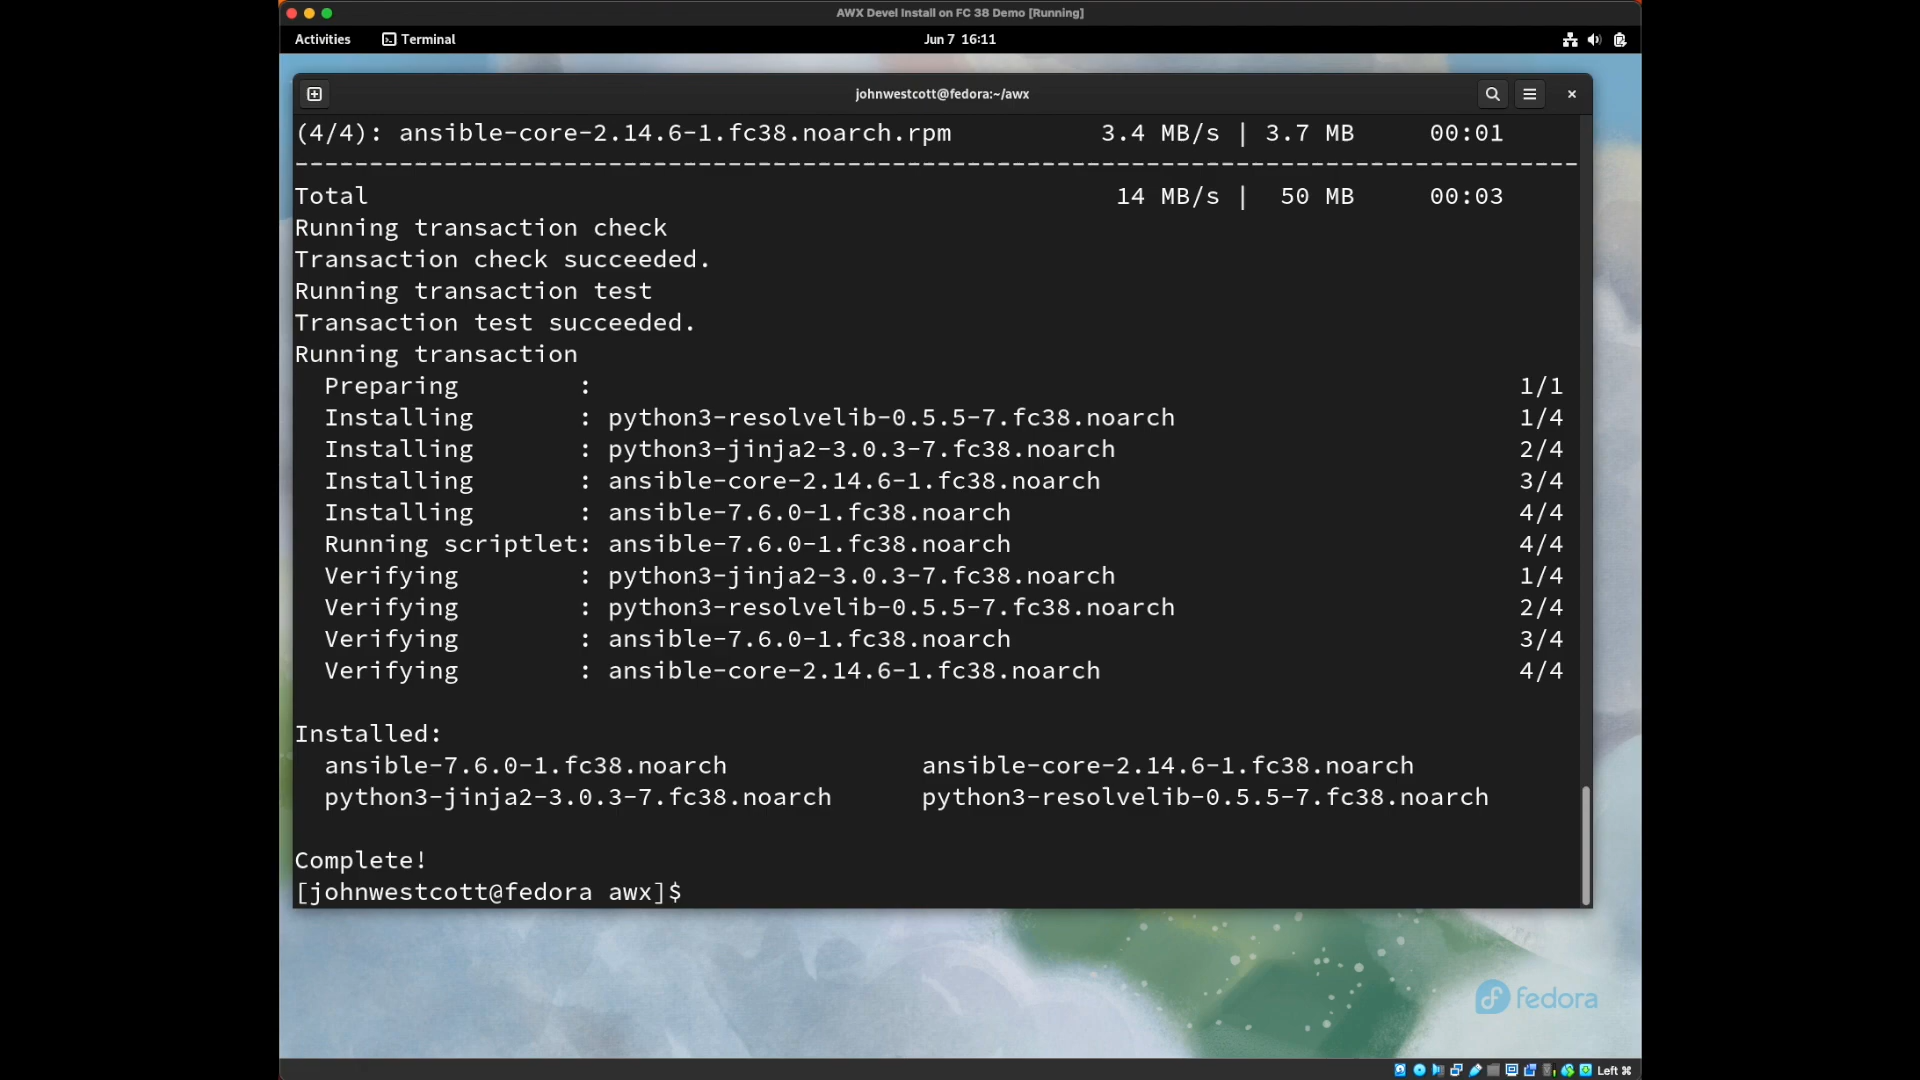 AWX Devel Install on FC 38 Demo [Running]
Activities Terminal Jun 7 16:11
johnwestcott@fedora:~/awx
(4/4): ansible-core-2.14.6-1.fc38.noarch.rpm 3.4 MB/s | 3.7 MB 00:01
--------------------------------------------------------------------------------------
Total 14 MB/s | 50 MB 00:03
Running transaction check
Transaction check succeeded.
Running transaction test
Transaction test succeeded.
Running transaction
Preparing : 1/1
Installing : python3-resolvelib-0.5.5-7.fc38.noarch 1/4
Installing : python3-jinja2-3.0.3-7.fc38.noarch 2/4
Installing : ansible-core-2.14.6-1.fc38.noarch 3/4
Installing : ansible-7.6.0-1.fc38.noarch 4/4
Running scriptlet: ansible-7.6.0-1.fc38.noarch 4/4
Verifying : python3-jinja2-3.0.3-7.fc38.noarch 1/4
Verifying : python3-resolvelib-0.5.5-7.fc38.noarch 2/4
Verifying : ansible-7.6.0-1.fc38.noarch 3/4
Verifying : ansible-core-2.14.6-1.fc38.noarch 4/4
Installed:
ansible-7.6.0-1.fc38.noarch ansible-core-2.14.6-1.fc38.noarch
python3-jinja2-3.0.3-7.fc38.noarch python3-resolvelib-0.5.5-7.fc38.noarch
Complete!
[johnwestcott@fedora awx]$
fedora
Left ⌘